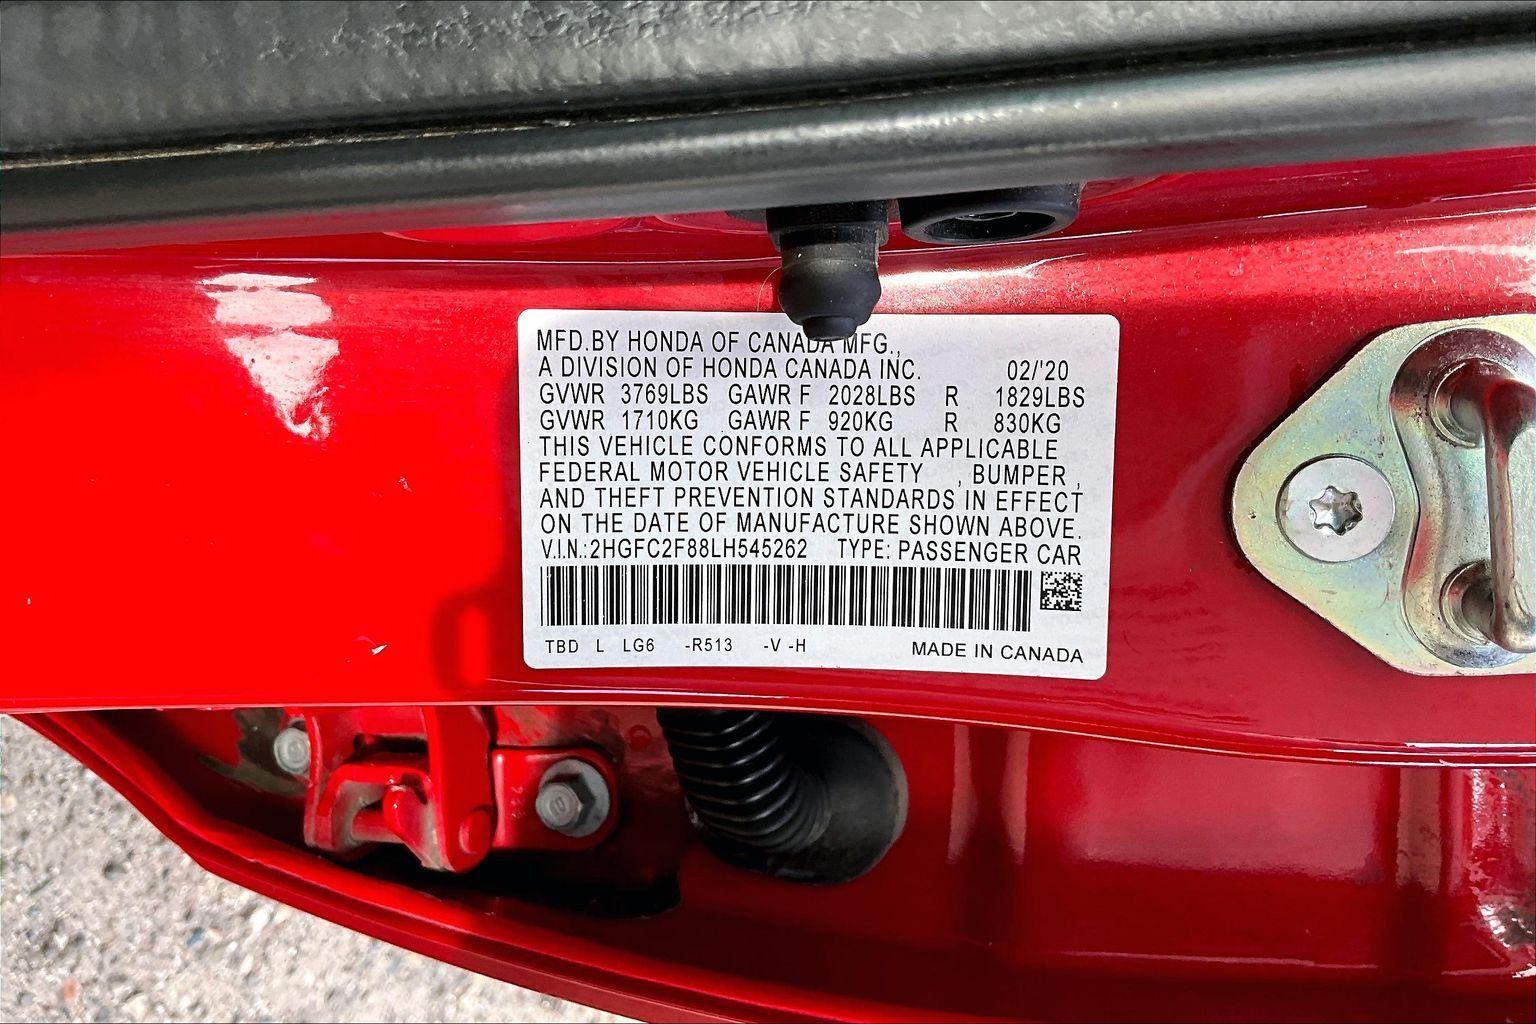 MFD.BY HONDA OF CANADA MFG.,
A DIVISION OF HONDA CANADA INC. 02/'20
GVWR 3769LBS GAWR F 2028LBS R 1829LBS
GVWR 1710KG GAWR F 920KG R 830KG
THIS VEHICLE CONFORMS TO ALL APPLICABLE
FEDERAL MOTOR VEHICLE SAFETY , BUMPER ,
AND THEFT PREVENTION STANDARDS IN EFFECT
ON THE DATE OF MANUFACTURE SHOWN ABOVE.
V.I.N.:2HGFC2F88LH545262 TYPE: PASSENGER CAR
TBD L LG6 -R513 -V -H MADE IN CANADA